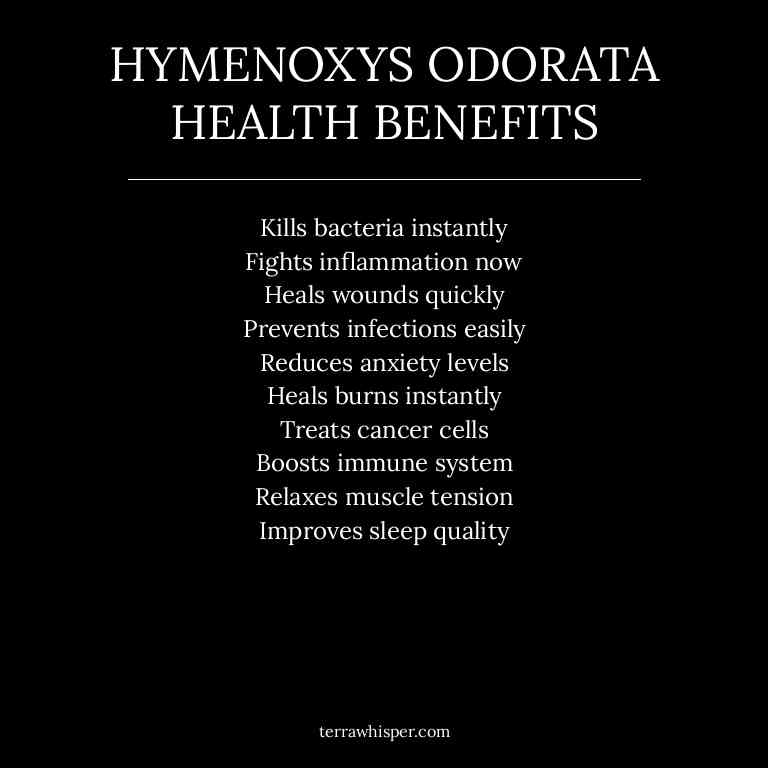 HYMENOXYS ODORATA
HEALTH BENEFITS
Kills bacteria instantly
Fights inflammation now
Heals wounds quickly
Prevents infections easily
Reduces anxiety levels
Heals burns instantly
Treats cancer cells
Boosts immune system
Relaxes muscle tension
Improves sleep quality
terrawhisper.com